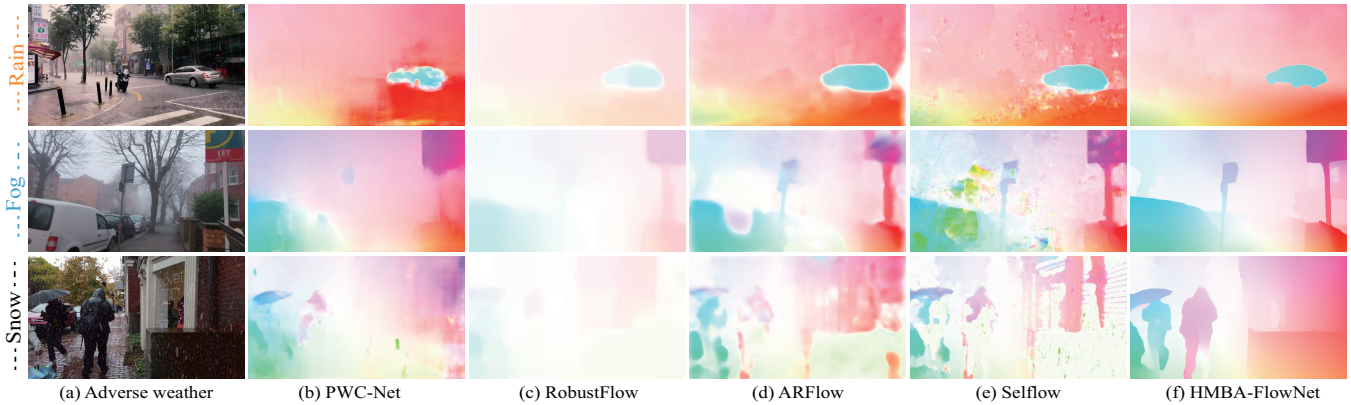 --- Rain ---
--- Fog ---
LET
--- Snow ---
(a) Adverse weather
(b) PWC-Net
(c) RobustFlow
(d) ARFlow
(e) Selflow
(f) HMBA-FlowNet